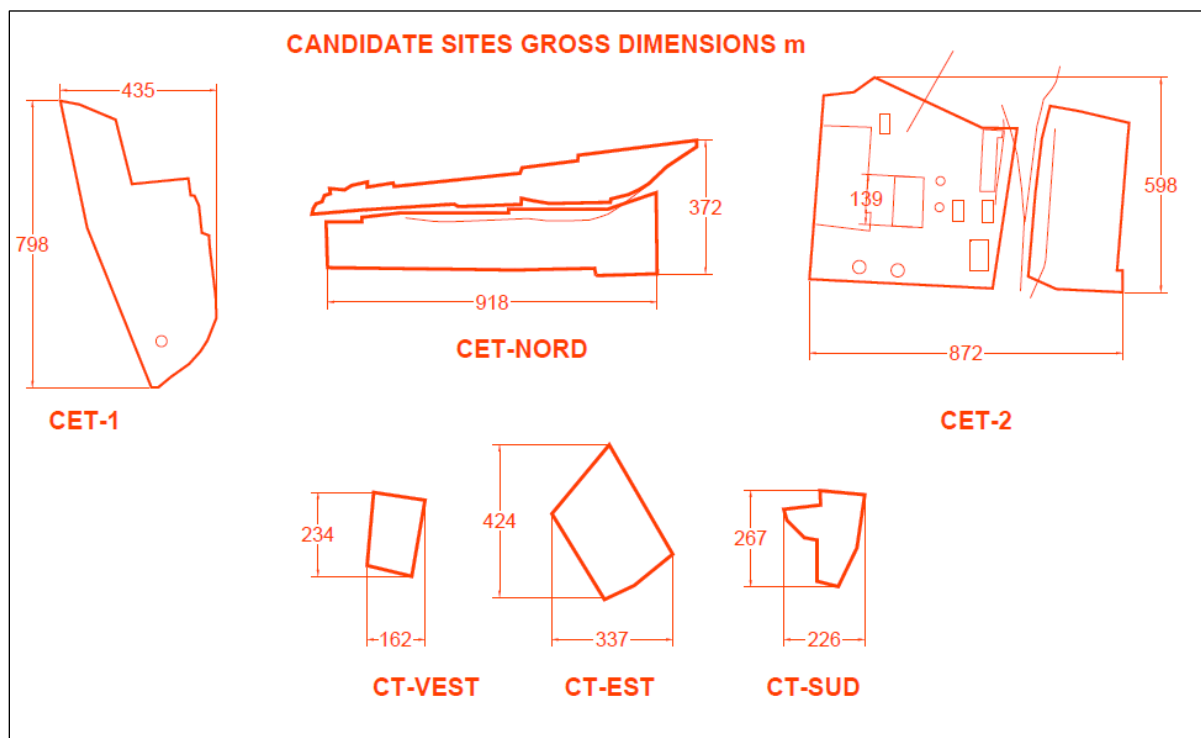 CANDIDATE SITES GROSS DIMENSIONS m
435
798
CET-1
372
918
CET-NORD
139
598
872
CET-2
234
162
CT-VEST
424
337
CT-EST
267
226
CT-SUD